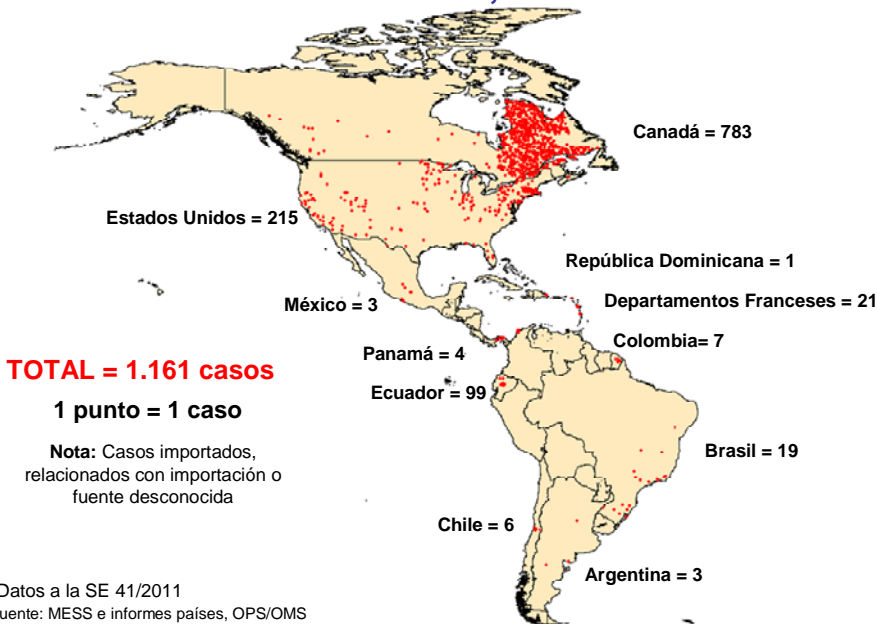 Canadá = 783
Estados Unidos = 215
República Dominicana = 1
México = 3
Departamentos Franceses = 21
Colombia= 7
Panamá = 4
TOTAL = 1.161 casos
Ecuador = 99
1 punto = 1 caso
Nota: Casos importados,
relacionados con importación o
fuente desconocida
Brasil = 19
Chile = 6
Argentina = 3
Datos a la SE 41/2011
uente: MESS e informes países, OPS/OMS